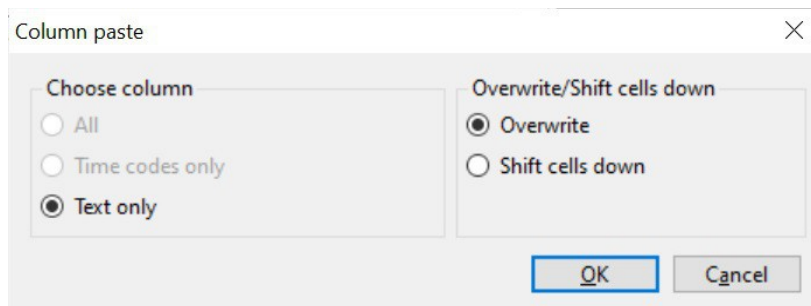 Column paste
Choose column
All
Time codes only
Text only
Overwrite/Shift cells down
Overwrite
Shift cells down
OK
Cancel